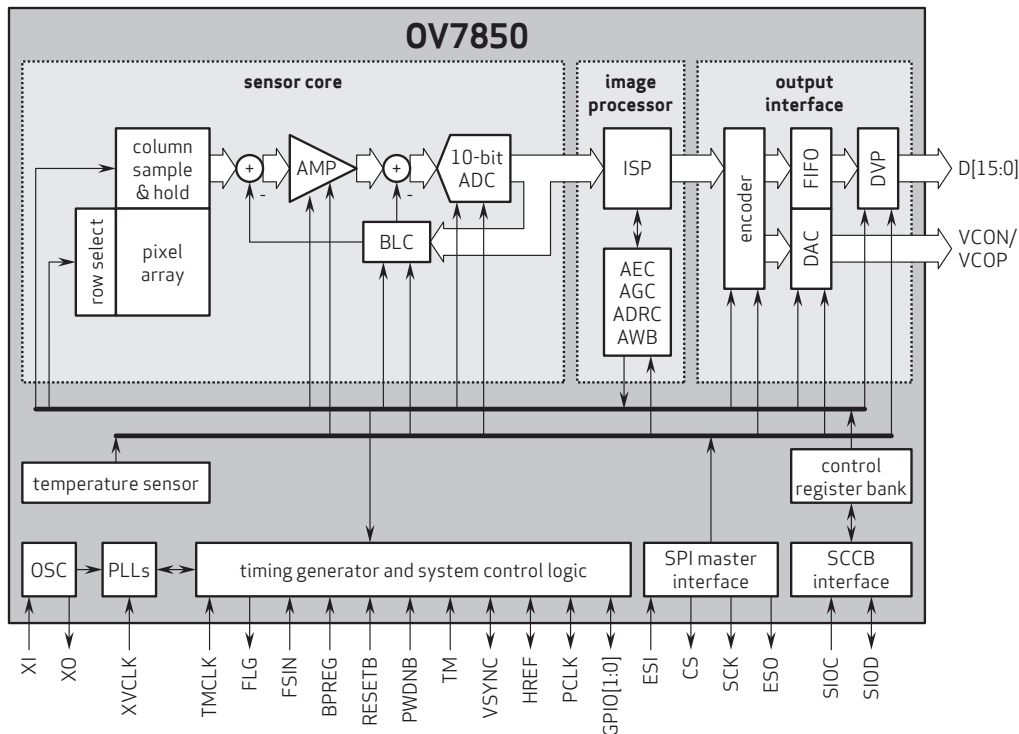 OV7850
sensor core
image
processor
output
interface
column
sample
& hold
row select
pixel
array
+
-
AMP
+
-
10-bit
ADC
BLC
ISP
AEC
AGC
ADRC
AWB
encoder
FIFO
DAC
DVP
D[15:0]
VCON/
VCOP
temperature sensor
control
register bank
OSC
PLLs
timing generator and system control logic
SPI master
interface
SCCB
interface
XI
XO
XVCLK
TMCLK
FLG
FSIN
BPREG
RESETB
PWDNB
TM
VSYNC
HREF
PCLK
GPIO[1:0]
ESI
CS
SCK
ESO
SIOC
SIOD